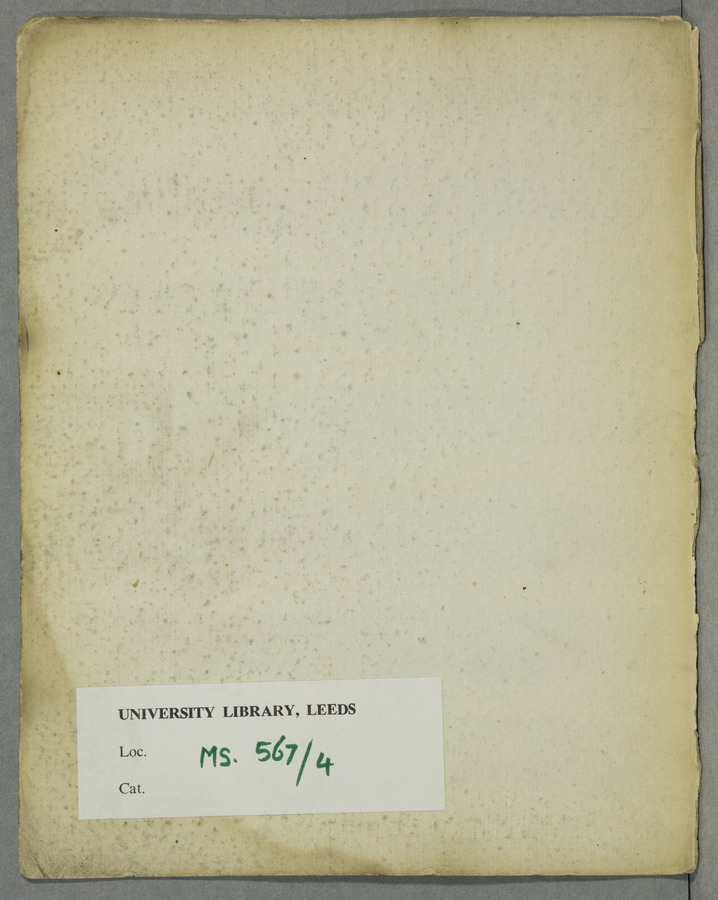 UNIVERSITY LIBRARY, LEEDS
Loc. MS. 567/4
Cat.